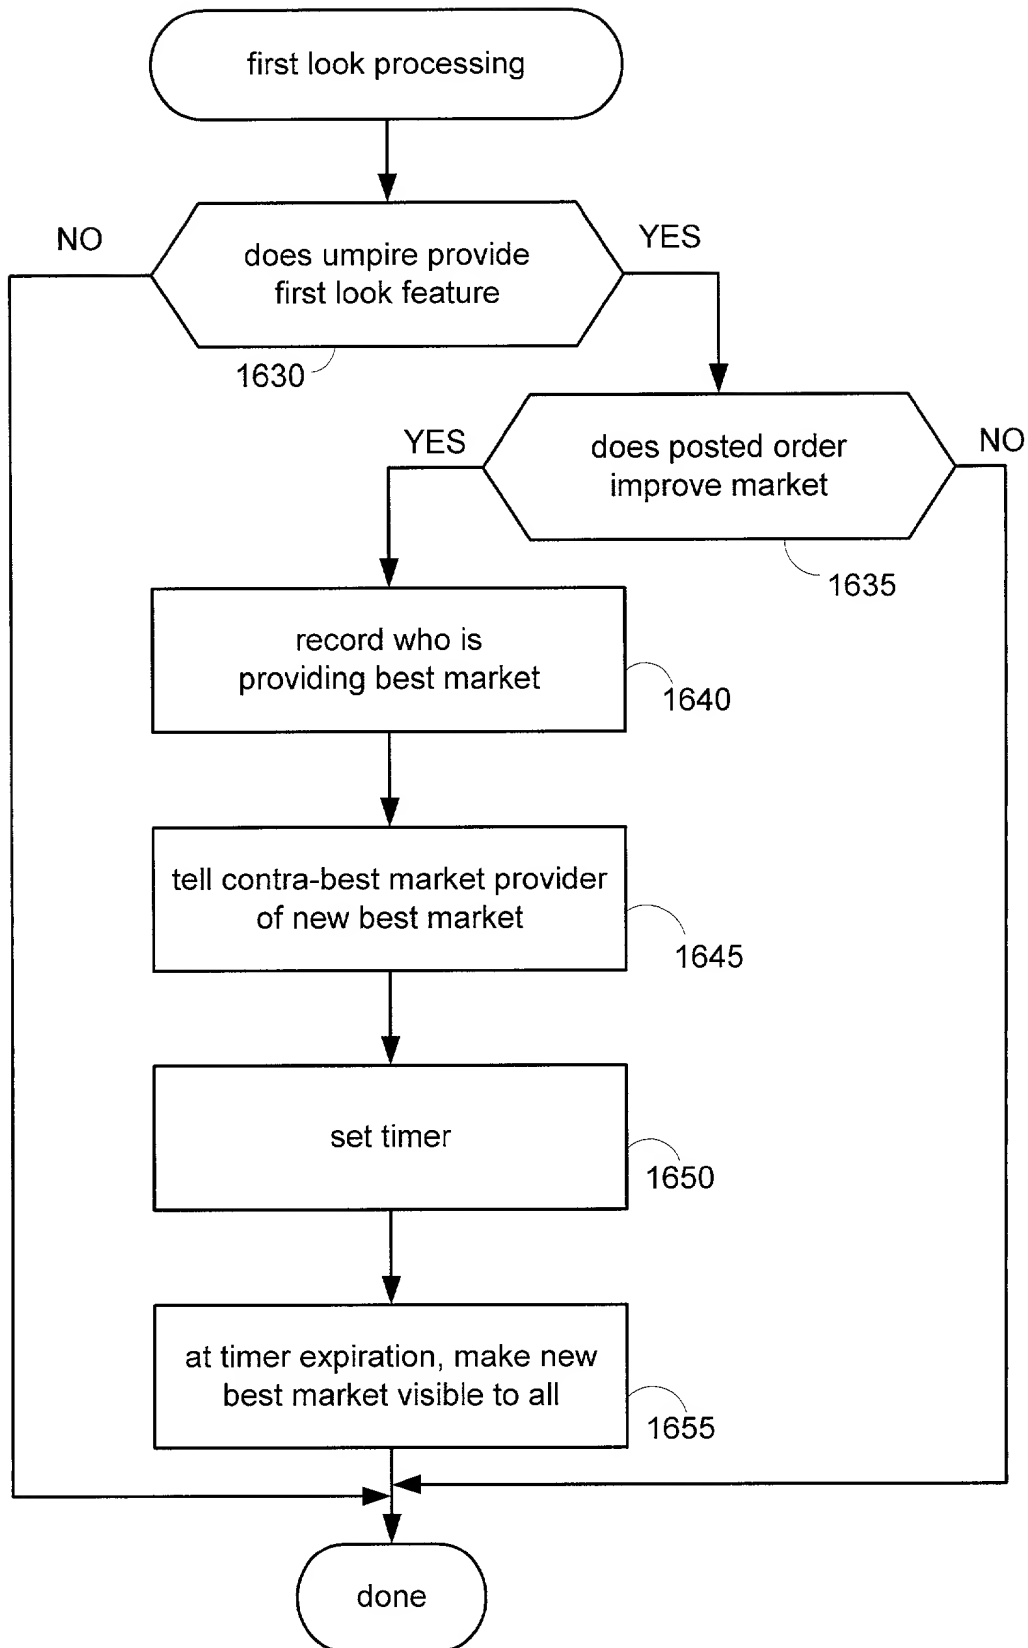 first look processing
NO
YES
does umpire provide
first look feature
1630
YES
NO
does posted order
improve market
1635
record who is
providing best market
1640
tell contra-best market provider
of new best market
1645
set timer
1650
at timer expiration, make new
best market visible to all
1655
done